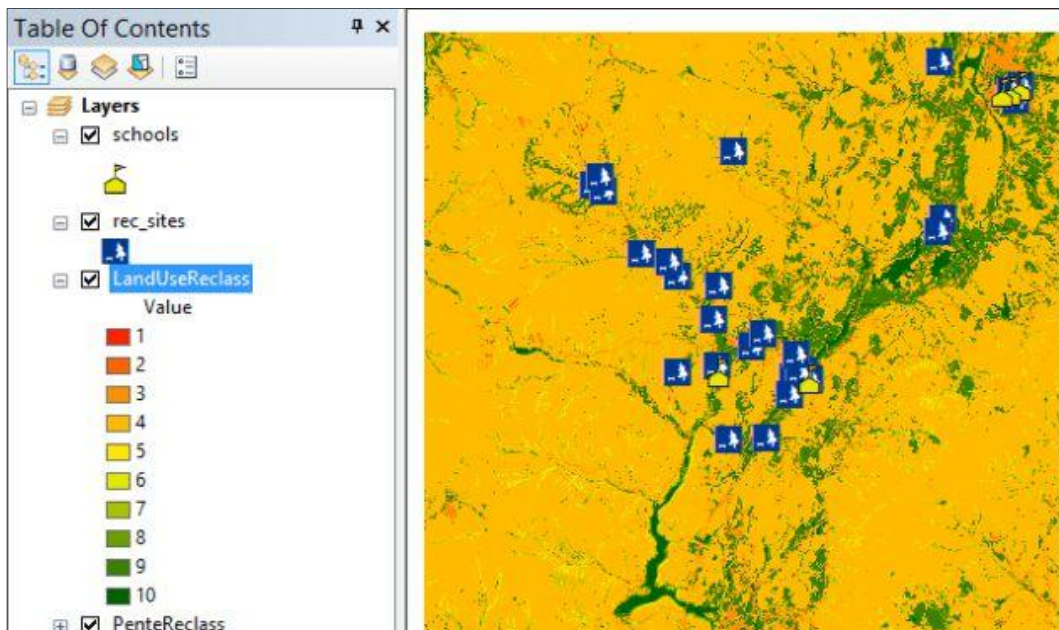 Table Of Contents
Layers
schools
rec_sites
LandUseReclass
Value
1
2
3
4
5
6
7
8
9
10
PenteReclass